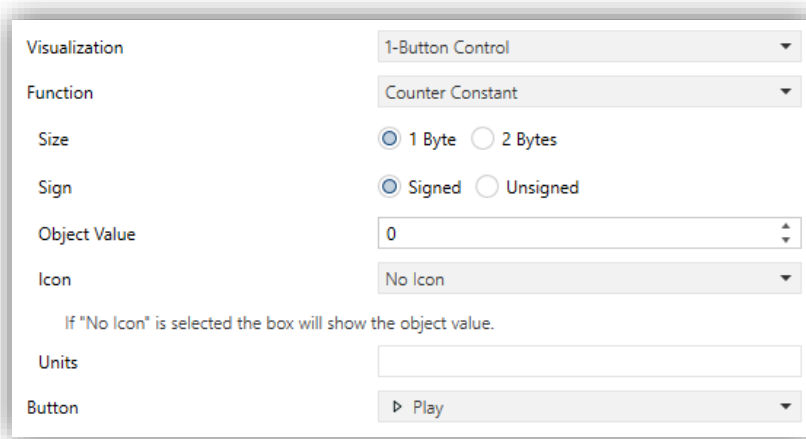 Visualization 1-Button Control
Function Counter Constant
Size 1 Byte 2 Bytes
Sign Signed Unsigned
Object Value 0
Icon No Icon
If "No Icon" is selected the box will show the object value.
Units
Button Play